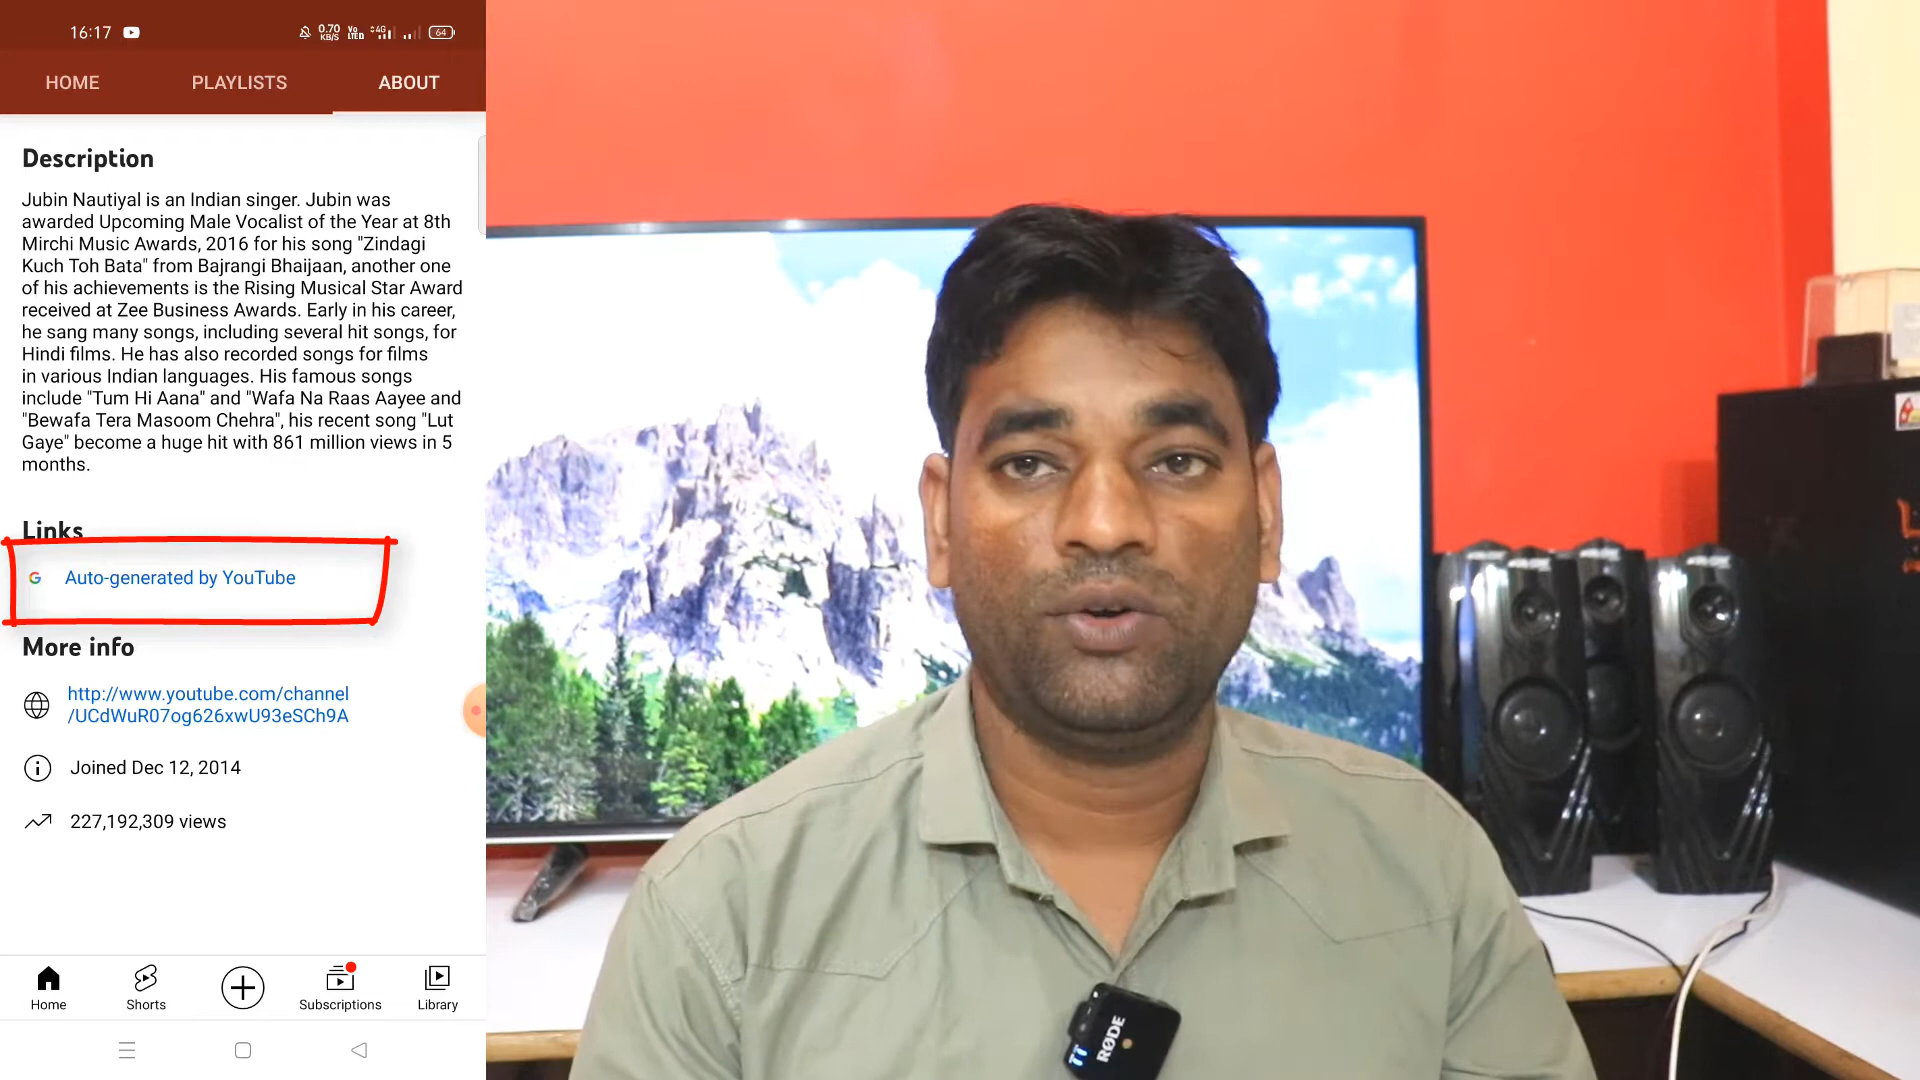 16:17
0.70
KB/S
Vo
LTED
4G
64
HOME
PLAYLISTS
ABOUT
Description
Jubin Nautiyal is an Indian singer. Jubin was
awarded Upcoming Male Vocalist of the Year at 8th
Mirchi Music Awards, 2016 for his song "Zindagi
Kuch Toh Bata" from Bajrangi Bhaijaan, another one
of his achievements is the Rising Musical Star Award
received at Zee Business Awards. Early in his career,
he sang many songs, including several hit songs, for
Hindi films. He has also recorded songs for films
in various Indian languages. His famous songs
include "Tum Hi Aana" and "Wafa Na Raas Aayee and
"Bewafa Tera Masoom Chehra", his recent song "Lut
Gaye" become a huge hit with 861 million views in 5
months.
Links
Auto-generated by YouTube
More info
http://www.youtube.com/channel
/UCdWuR07og626xwU93eSCh9A
Joined Dec 12, 2014
227,192,309 views
Home
Shorts
Subscriptions
Library
RØDE